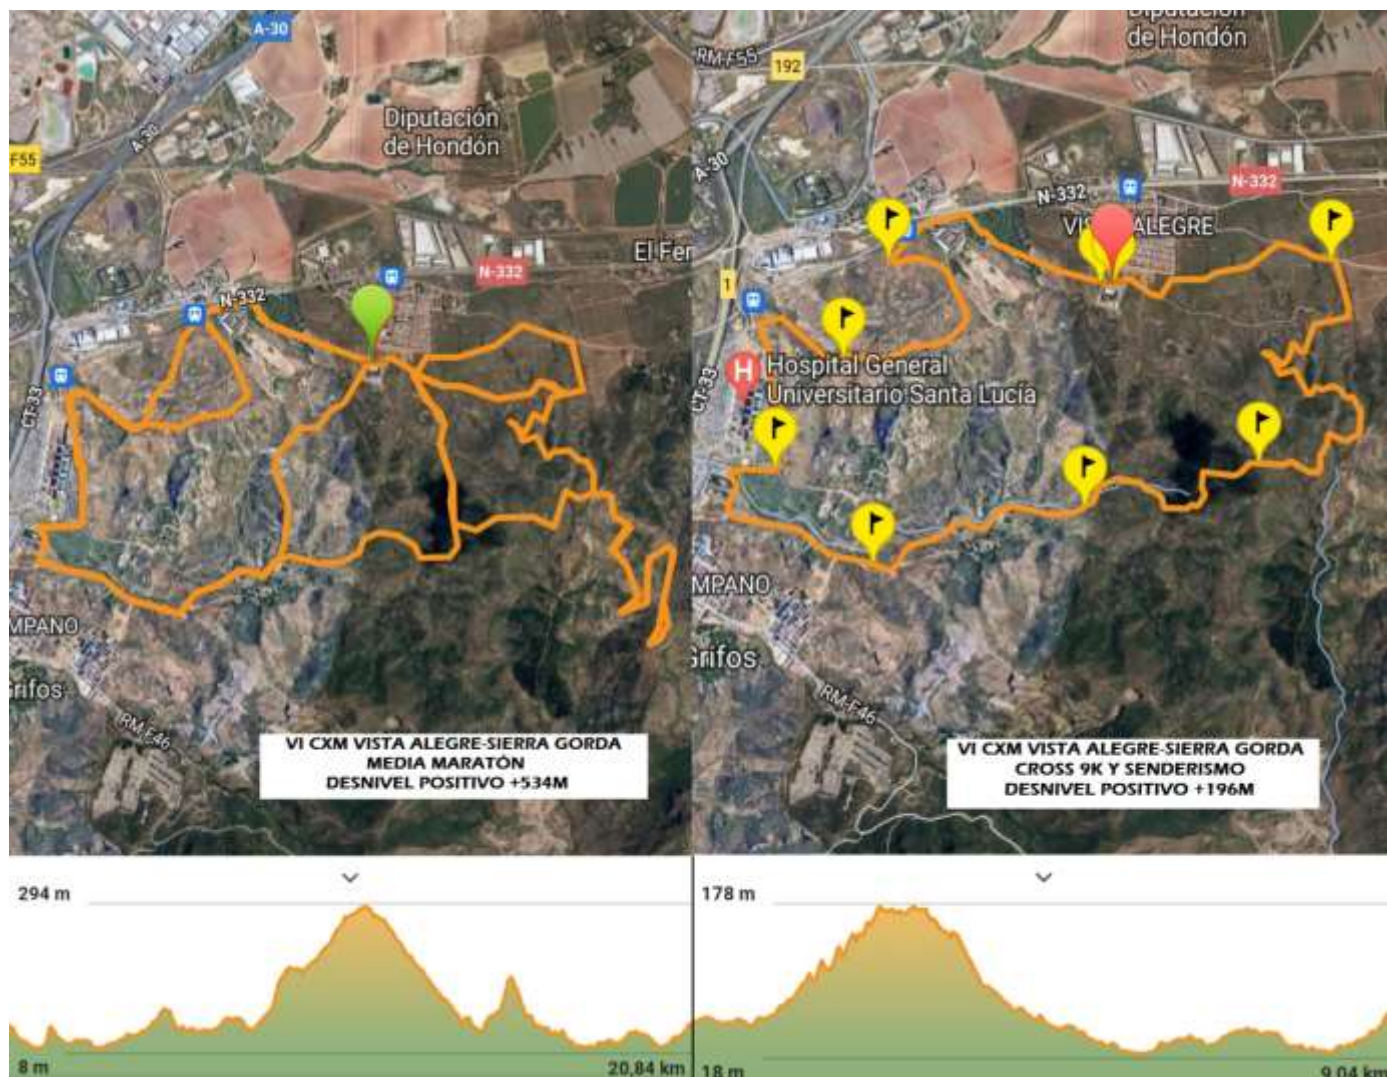 A-30
Diputación
de Hondón
A-30
F55
El Fer
N-332
N-332
CT-33
MPANO
rifos
RM-F46
VI CXM VISTA ALEGRE-SIERRA GORDA
MEDIA MARATÓN
DESNIVEL POSITIVO +534M
294 m
8 m
20,84 km
Diputación
de Hondón
RM-F55
192
A-30
N-332
N-332
VIS ALEGRE
1
H
Hospital General
Universitario Santa Lucía
CT-33
MPANO
Grifos
RM-F46
VI CXM VISTA ALEGRE-SIERRA GORDA
CROSS 9K Y SENDERISMO
DESNIVEL POSITIVO +196M
178 m
18 m
9,04 km